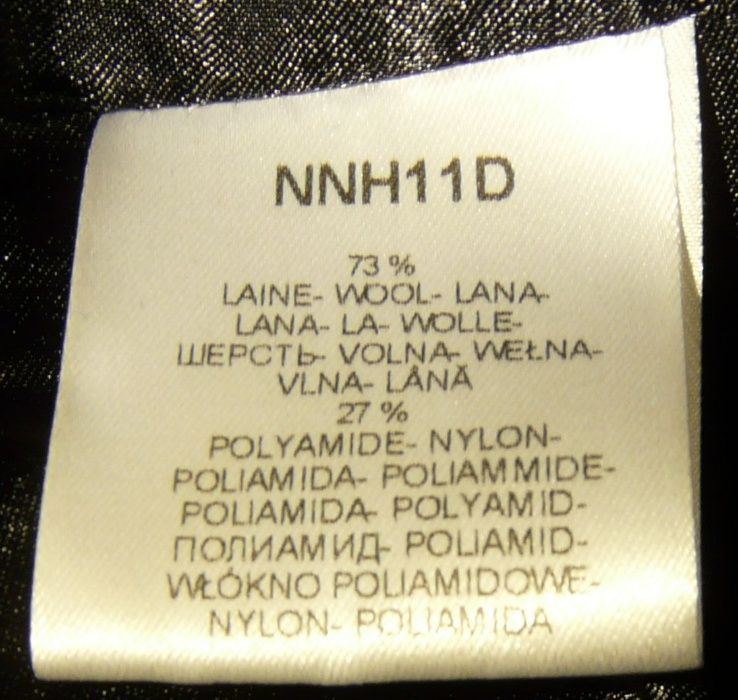 NNH11D
73 %
LAINE- WOOL- LANA-
LANA- LA- WOLLE-
ШЕРСТЬ- VOLNA- WEŁNA-
VLNA- LÂNĂ
27 %
POLYAMIDE- NYLON-
POLIAMIDA- POLIAMMIDE-
POLIAMIDA- POLYAMID-
ПОЛИАМИД- POLIAMID-
WŁÓKNO POLIAMIDOWE-
NYLON- POLIAMIDA